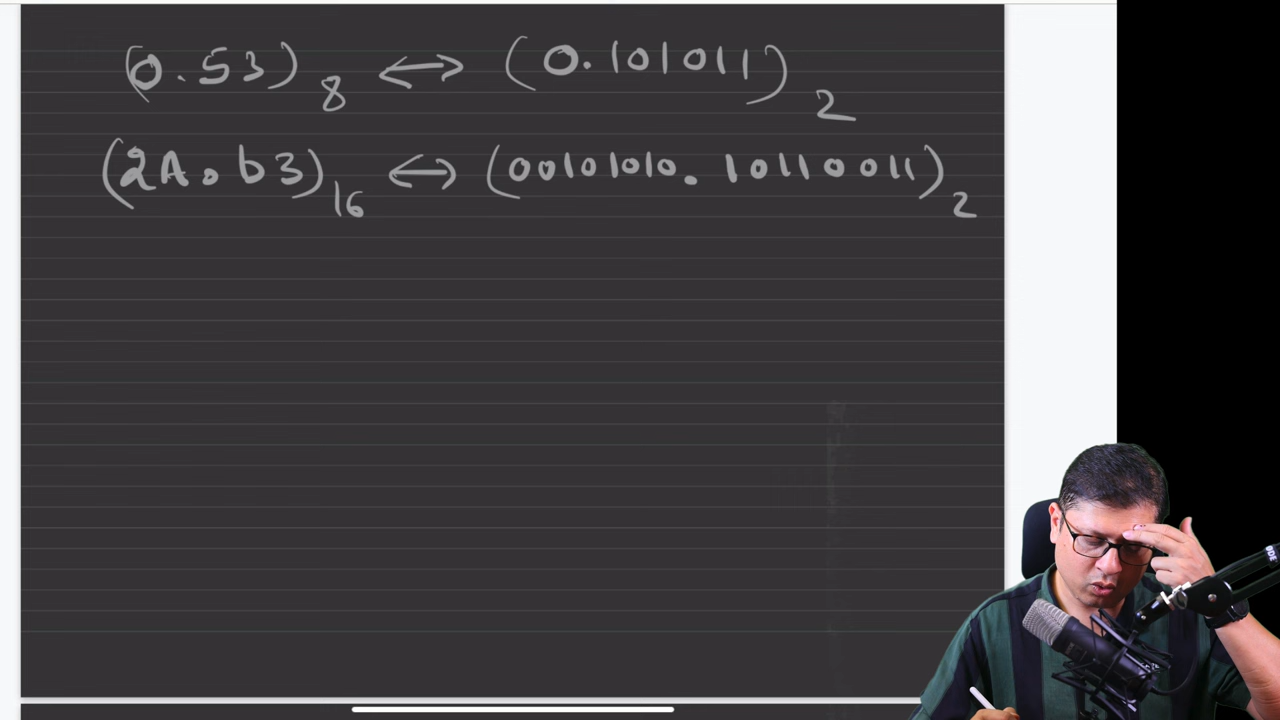 (0.53)8 ↔ (0.101011)2
(2A.b3)16 ↔ (00101010.10110011)2